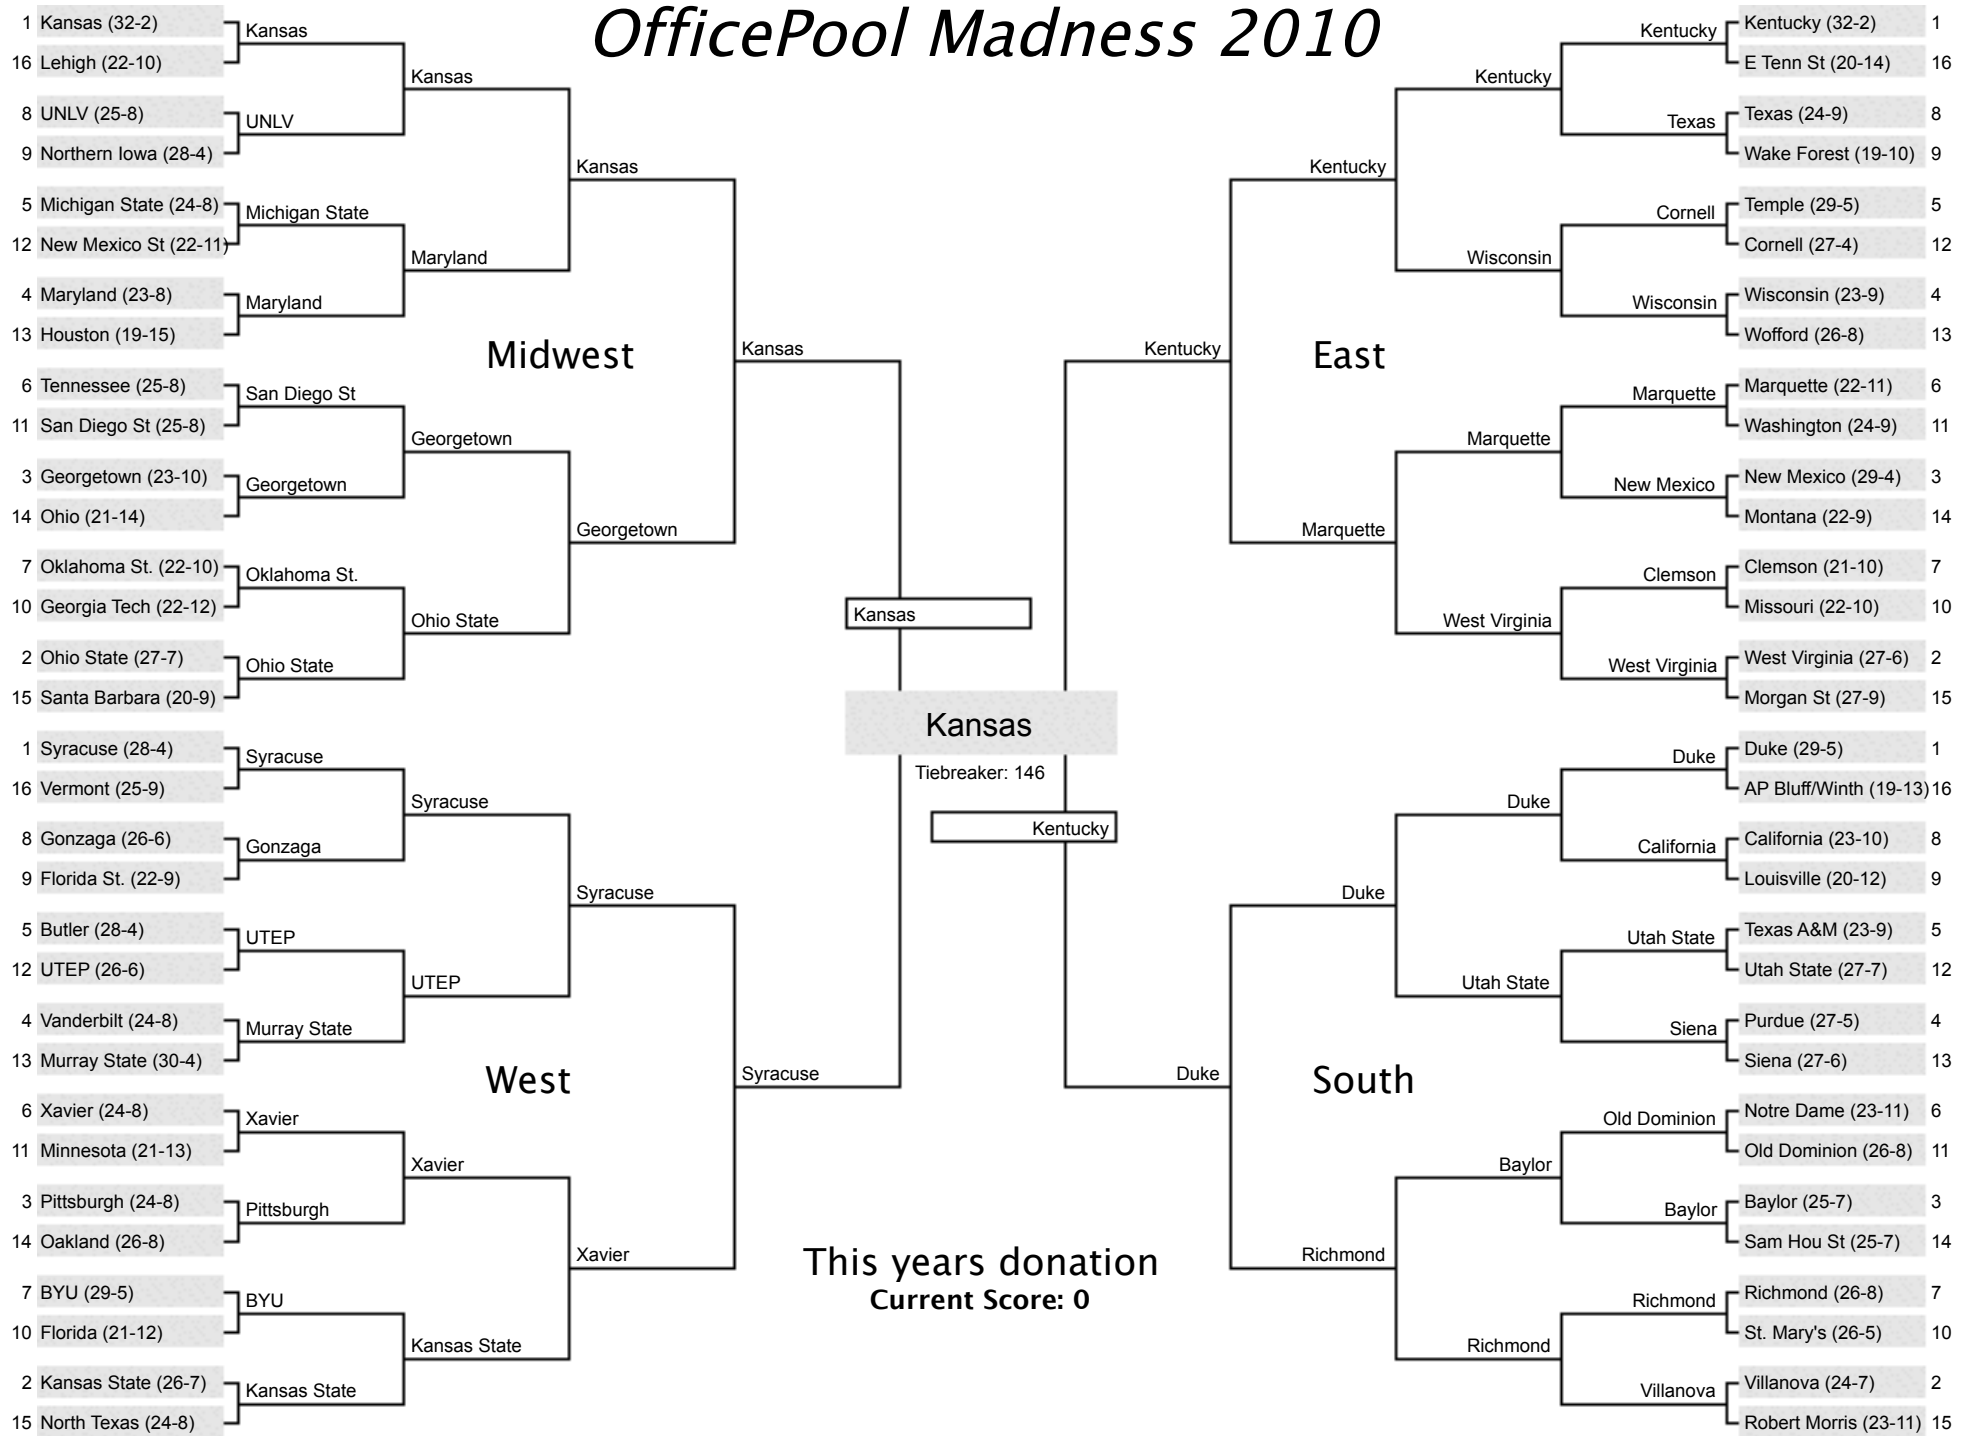 OfficePool Madness 2010
1 Kansas (32-2)
Kansas
16 Lehigh (22-10)
Kansas
8 UNLV (25-8)
UNLV
9 Northern Iowa (28-4)
Kansas
5 Michigan State (24-8)
Michigan State
12 New Mexico St (22-11)
Maryland
4 Maryland (23-8)
Maryland
13 Houston (19-15)
Midwest
Kansas
6 Tennessee (25-8)
San Diego St
11 San Diego St (25-8)
Georgetown
3 Georgetown (23-10)
Georgetown
14 Ohio (21-14)
Georgetown
7 Oklahoma St. (22-10)
Oklahoma St.
10 Georgia Tech (22-12)
Ohio State
2 Ohio State (27-7)
Ohio State
15 Santa Barbara (20-9)
1 Syracuse (28-4)
Syracuse
16 Vermont (25-9)
Syracuse
8 Gonzaga (26-6)
Gonzaga
9 Florida St. (22-9)
Syracuse
5 Butler (28-4)
UTEP
12 UTEP (26-6)
UTEP
4 Vanderbilt (24-8)
Murray State
13 Murray State (30-4)
West
Syracuse
6 Xavier (24-8)
Xavier
11 Minnesota (21-13)
Xavier
3 Pittsburgh (24-8)
Pittsburgh
14 Oakland (26-8)
Xavier
7 BYU (29-5)
BYU
10 Florida (21-12)
Kansas State
2 Kansas State (26-7)
Kansas State
15 North Texas (24-8)
Kansas
Kansas
Tiebreaker: 146
Kentucky
This years donation
Current Score: 0
Kentucky (32-2) 1
Kentucky
E Tenn St (20-14) 16
Kentucky
Texas (24-9) 8
Texas
Wake Forest (19-10) 9
Kentucky
Temple (29-5) 5
Cornell
Cornell (27-4) 12
Wisconsin
Wisconsin (23-9) 4
Wisconsin
Wofford (26-8) 13
Kentucky
East
Marquette (22-11) 6
Marquette
Washington (24-9) 11
Marquette
New Mexico (29-4) 3
New Mexico
Montana (22-9) 14
Marquette
Clemson (21-10) 7
Clemson
Missouri (22-10) 10
West Virginia
West Virginia (27-6) 2
West Virginia
Morgan St (27-9) 15
Duke (29-5) 1
Duke
AP Bluff/Winth (19-13) 16
Duke
California (23-10) 8
California
Louisville (20-12) 9
Duke
Texas A&M (23-9) 5
Utah State
Utah State (27-7) 12
Utah State
Purdue (27-5) 4
Siena
Siena (27-6) 13
Duke
South
Notre Dame (23-11) 6
Old Dominion
Old Dominion (26-8) 11
Baylor
Baylor (25-7) 3
Baylor
Sam Hou St (25-7) 14
Richmond
Richmond (26-8) 7
Richmond
St. Mary's (26-5) 10
Richmond
Villanova (24-7) 2
Villanova
Robert Morris (23-11) 15